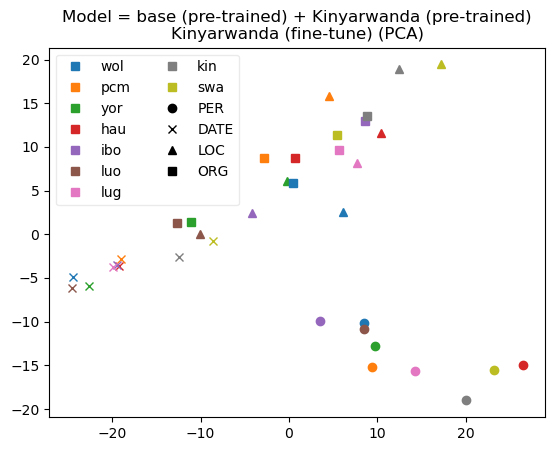 Model = base (pre-trained) + Kinyarwanda (pre-trained)
Kinyarwanda (fine-tune) (PCA)
wol
pcm
yor
hau
ibo
luo
lug
kin
swa
PER
DATE
LOC
ORG
20
15
10
5
0
−5
−10
−15
−20
−20
−10
0
10
20